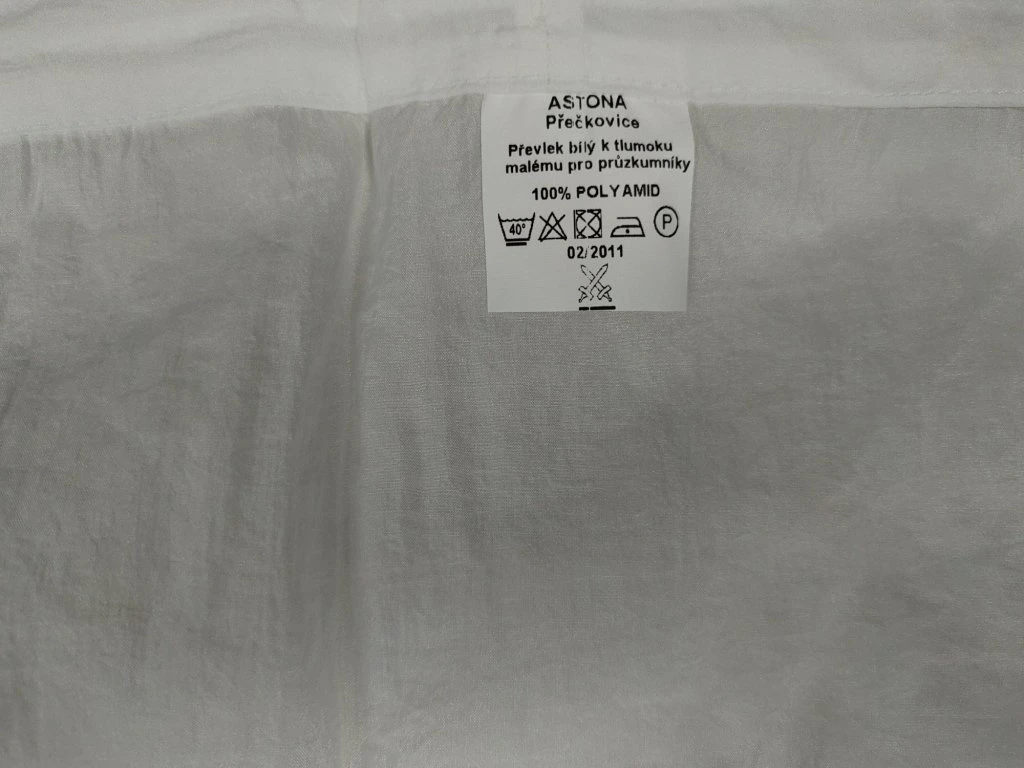 ASTONA
Přečkovice
Převlek bílý k tlumoku
malému pro průzkumníky
100% POLYAMID
40° P
02/2011